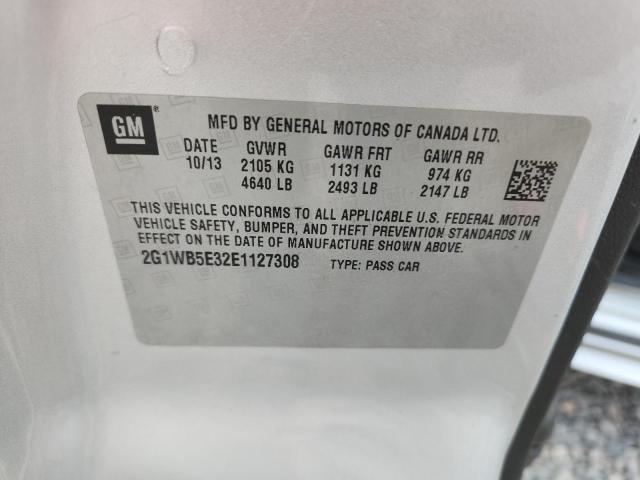 GM®
MFD BY GENERAL MOTORS OF CANADA LTD.
DATE GVWR GAWR FRT GAWR RR
10/13 2105 KG 1131 KG 974 KG
4640 LB 2493 LB 2147 LB
THIS VEHICLE CONFORMS TO ALL APPLICABLE U.S. FEDERAL MOTOR
VEHICLE SAFETY, BUMPER, AND THEFT PREVENTION STANDARDS IN
EFFECT ON THE DATE OF MANUFACTURE SHOWN ABOVE.
2G1WB5E32E1127308 TYPE: PASS CAR